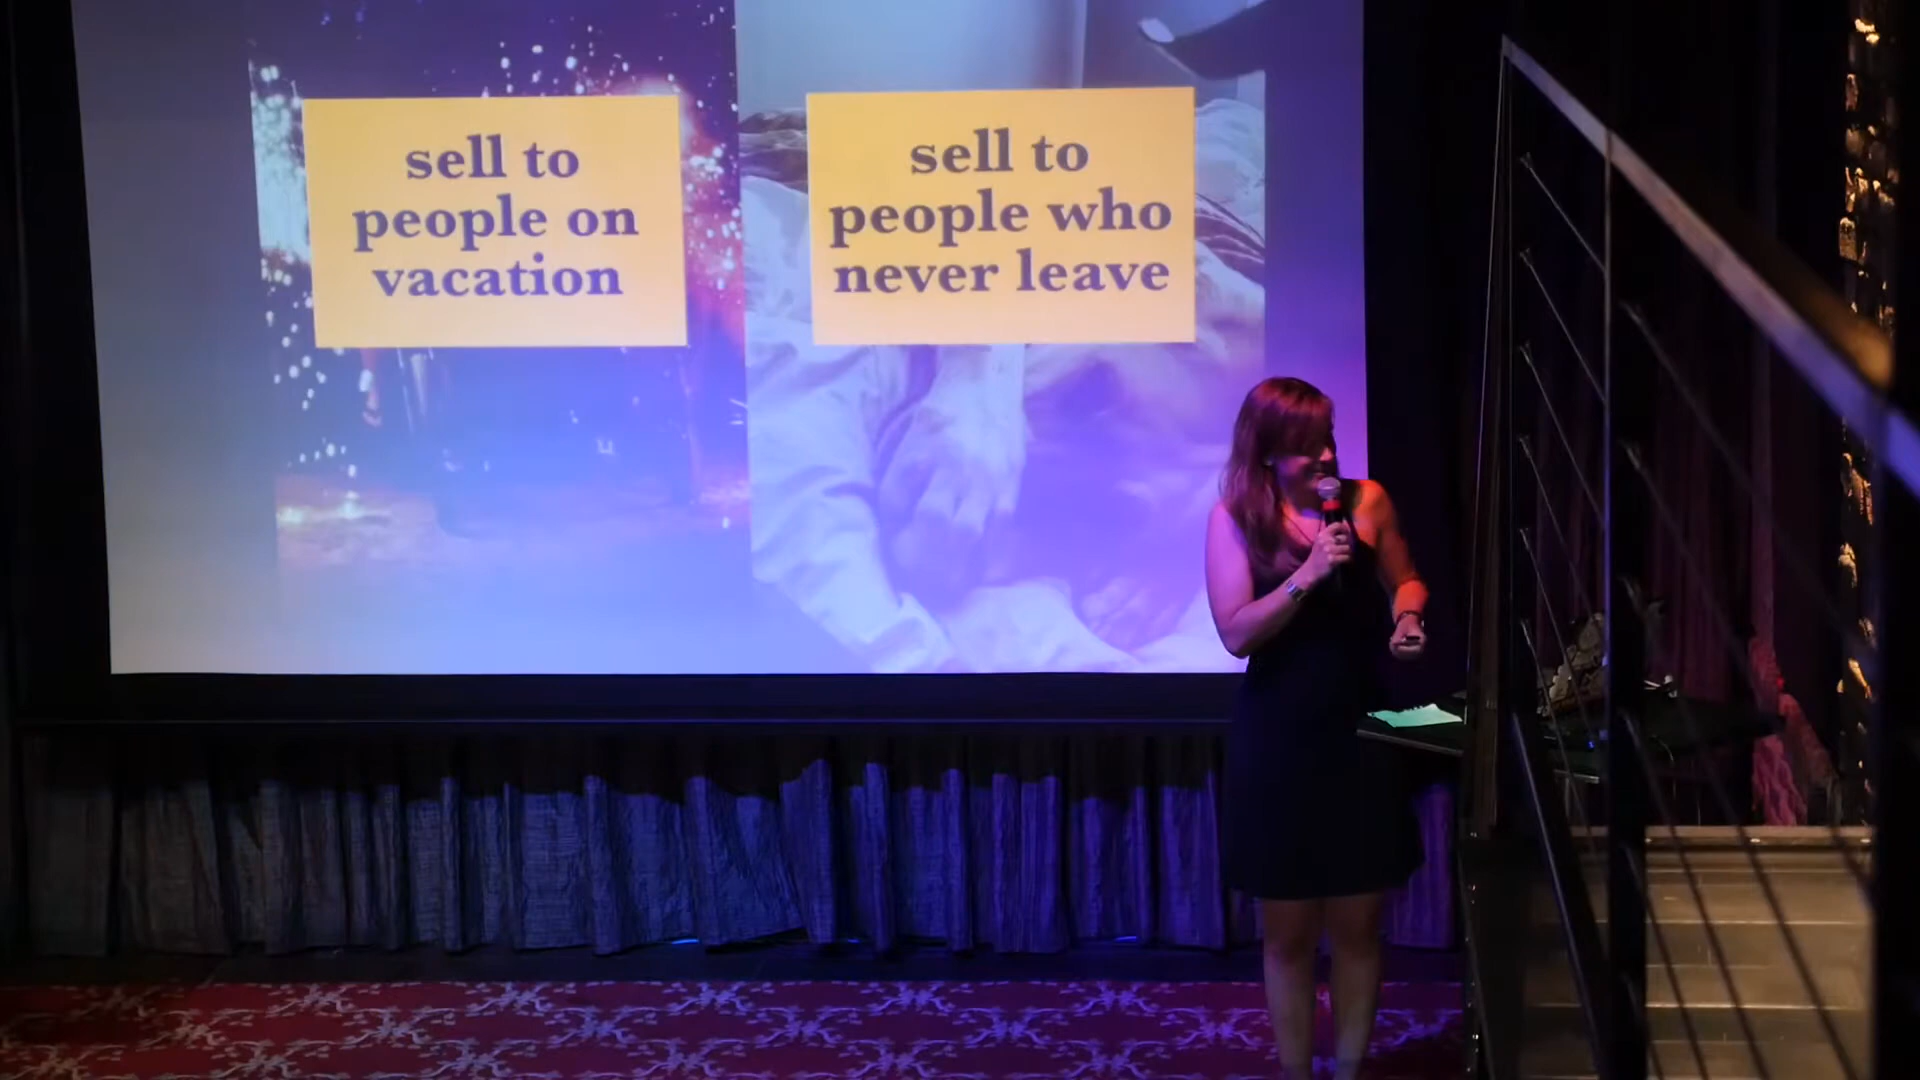 sell to
people on
vacation
sell to
people who
never leave